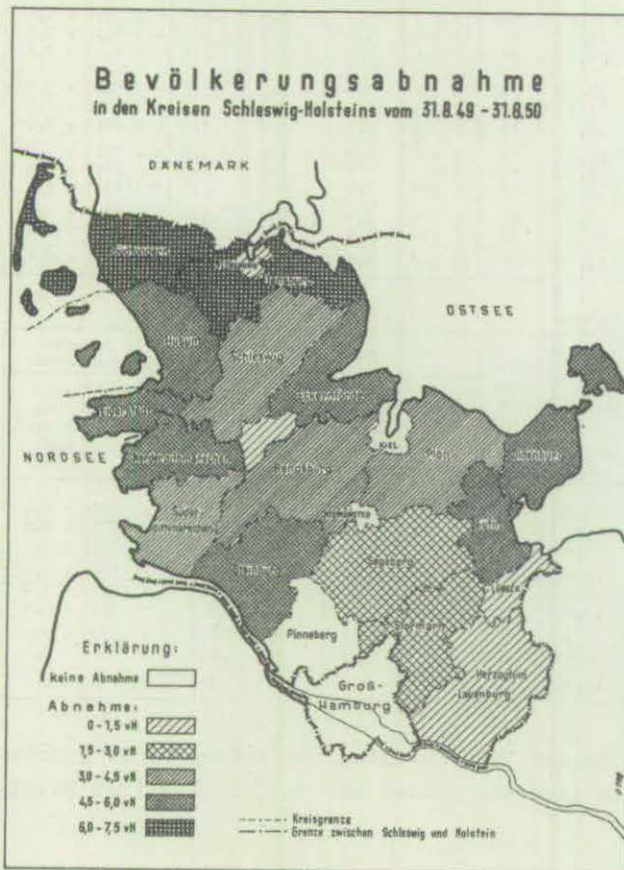 Bevölkerungsabnahme
in den Kreisen Schleswig-Holsteins vom 31.8.49 - 31.8.50
DÄNEMARK
OSTSEE
Husum
Schleswig
Eckernförde
NORDSEE
KIEL
Plön
Rendsburg
Oldenburg
Süder-
dithmarschen
Segeberg
Stormarn
Pinneberg
Groß-
Hamburg
Herzogtum
Lauenburg
Erklärung:
keine Abnahme
Abnahme:
0-1,5 vH
1,5-3,0 vH
3,0-4,5 vH
4,5-6,0 vH
6,0-7,5 vH
Kreisgrenze
Grenze zwischen Schleswig und Holstein